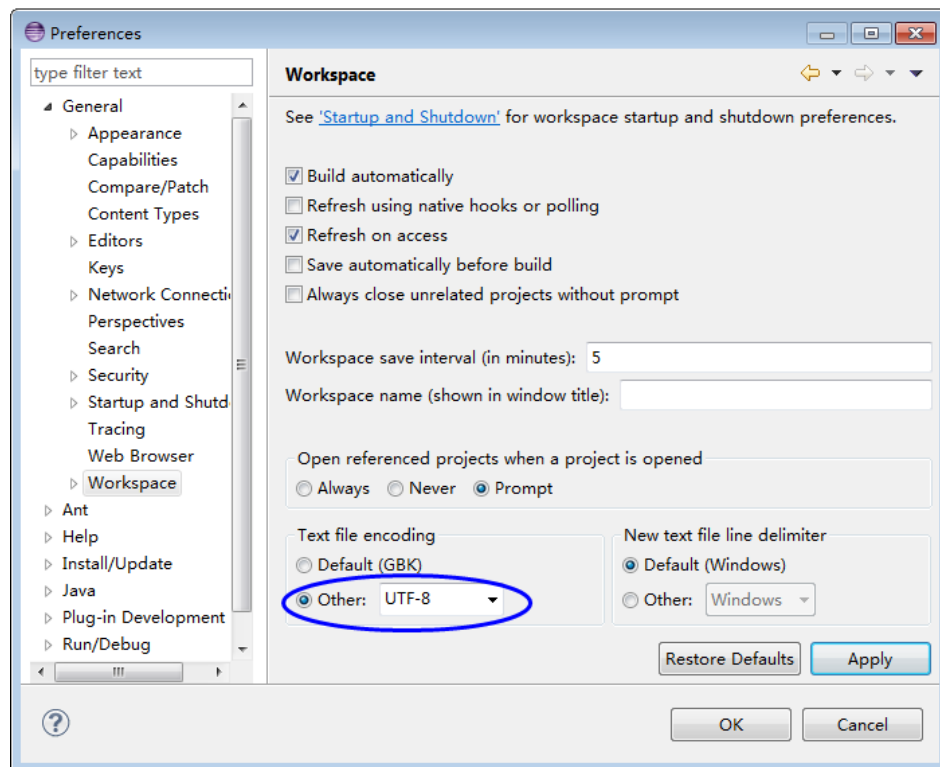 Preferences
type filter text
General
Appearance
Capabilities
Compare/Patch
Content Types
Editors
Keys
Network Connecti
Perspectives
Search
Security
Startup and Shutd
Tracing
Web Browser
Workspace
Ant
Help
Install/Update
Java
Plug-in Development
Run/Debug
Workspace
See 'Startup and Shutdown' for workspace startup and shutdown preferences.
Build automatically
Refresh using native hooks or polling
Refresh on access
Save automatically before build
Always close unrelated projects without prompt
Workspace save interval (in minutes): 5
Workspace name (shown in window title):
Open referenced projects when a project is opened
Always Never Prompt
Text file encoding
Default (GBK)
Other: UTF-8
New text file line delimiter
Default (Windows)
Other: Windows
Restore Defaults Apply
? OK Cancel